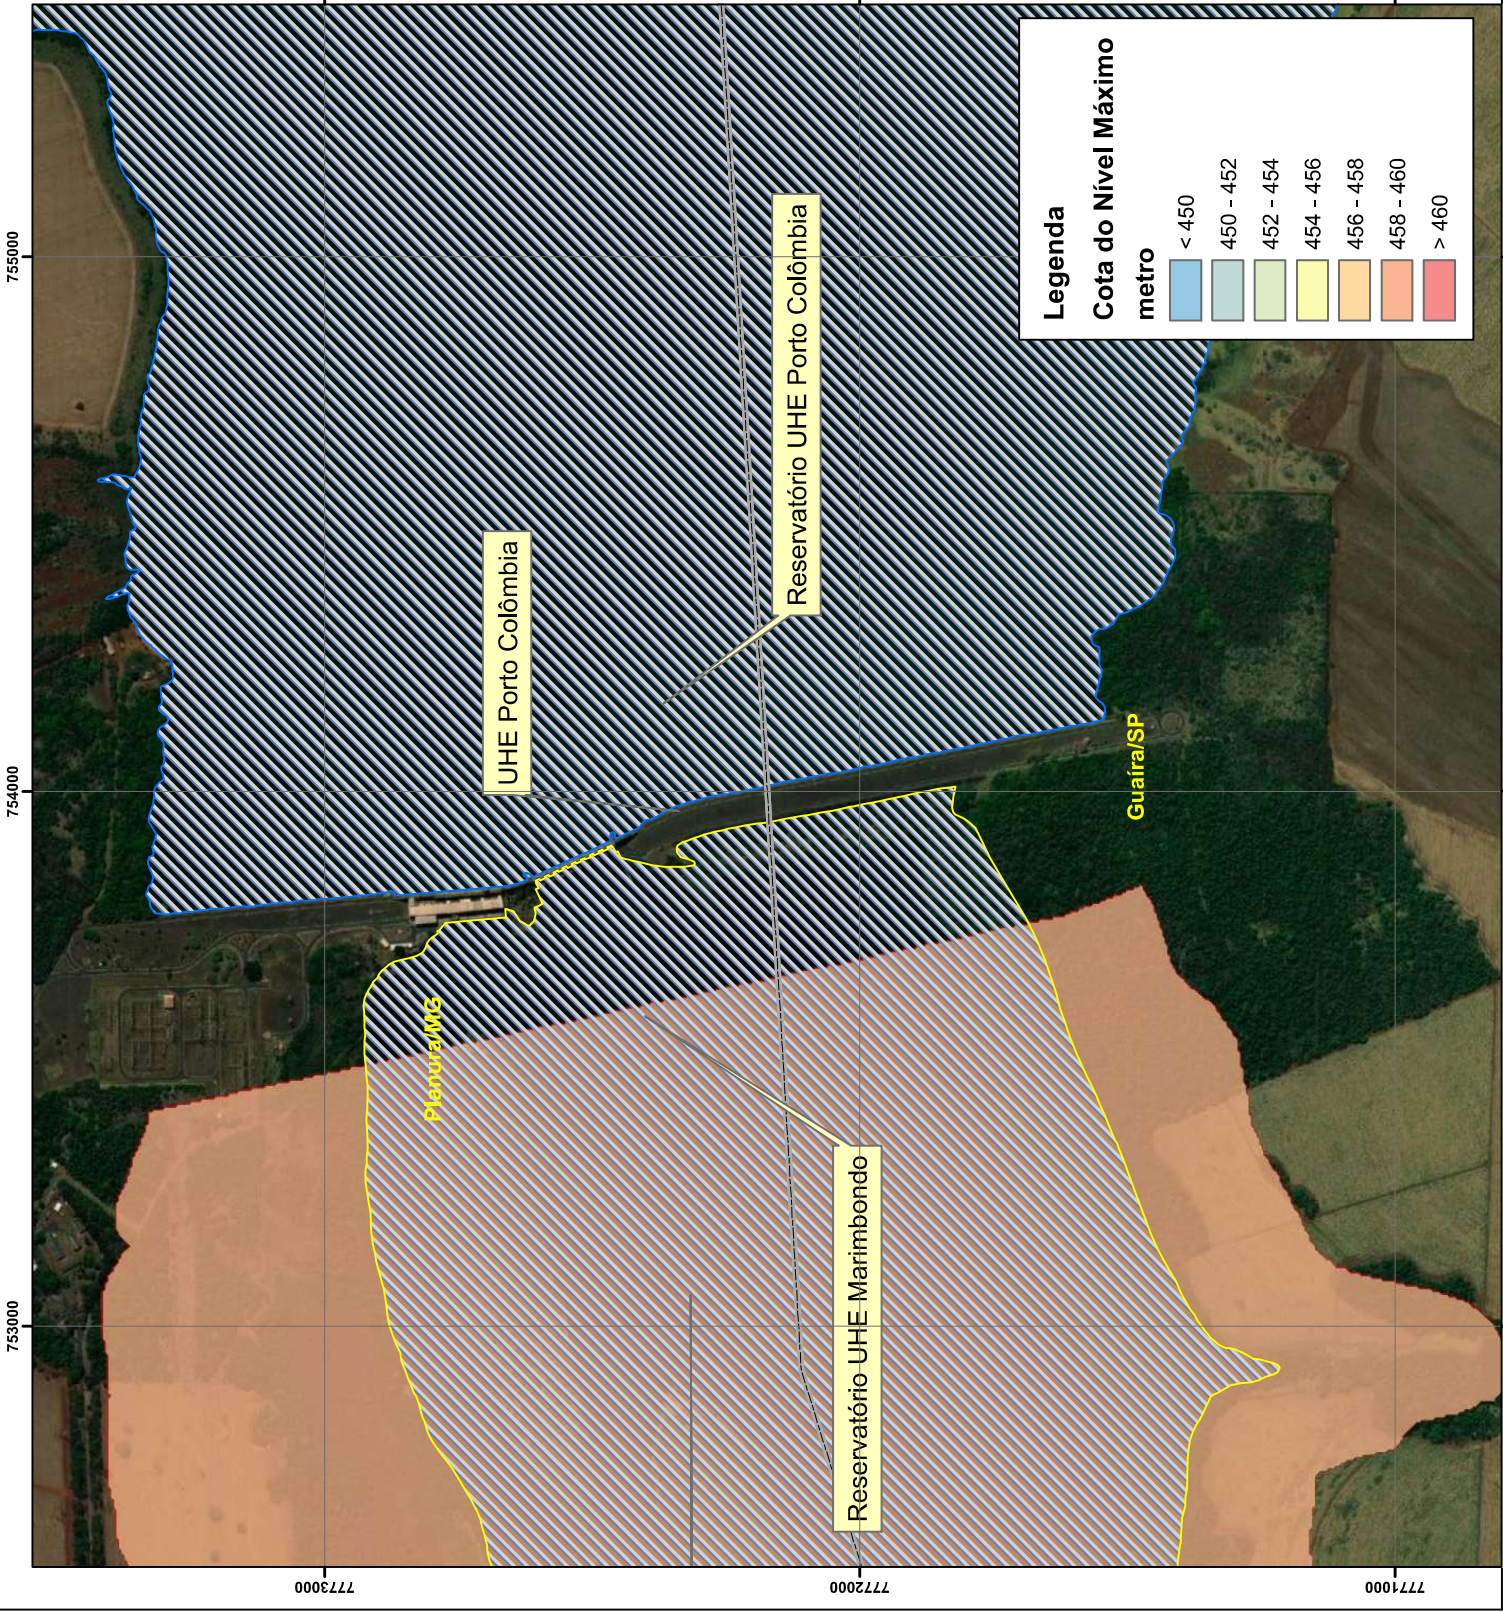 755000
754000
753000
7773000
7772000
7771000
UHE Porto Colômbia
Reservatório UHE Porto Colômbia
Reservatório UHE Marimbondo
Planura/MG
Guaíra/SP
Legenda
Cota do Nível Máximo
metro
< 450
450 - 452
452 - 454
454 - 456
456 - 458
458 - 460
> 460